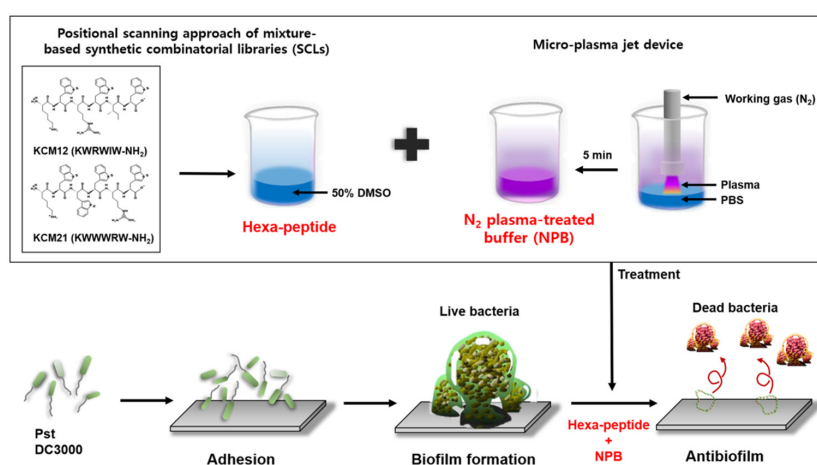 Positional scanning approach of mixture-
based synthetic combinatorial libraries (SCLs)
Micro-plasma jet device
KCM12 (KWRWIW-NH₂)
KCM21 (KWWWRW-NH₂)
50% DMSO
Hexa-peptide
5 min
N₂ plasma-treated
buffer (NPB)
Working gas (N₂)
Plasma
PBS
Treatment
Live bacteria
Dead bacteria
Pst
DC3000
Adhesion
Biofilm formation
Hexa-peptide
+
NPB
Antibiofilm